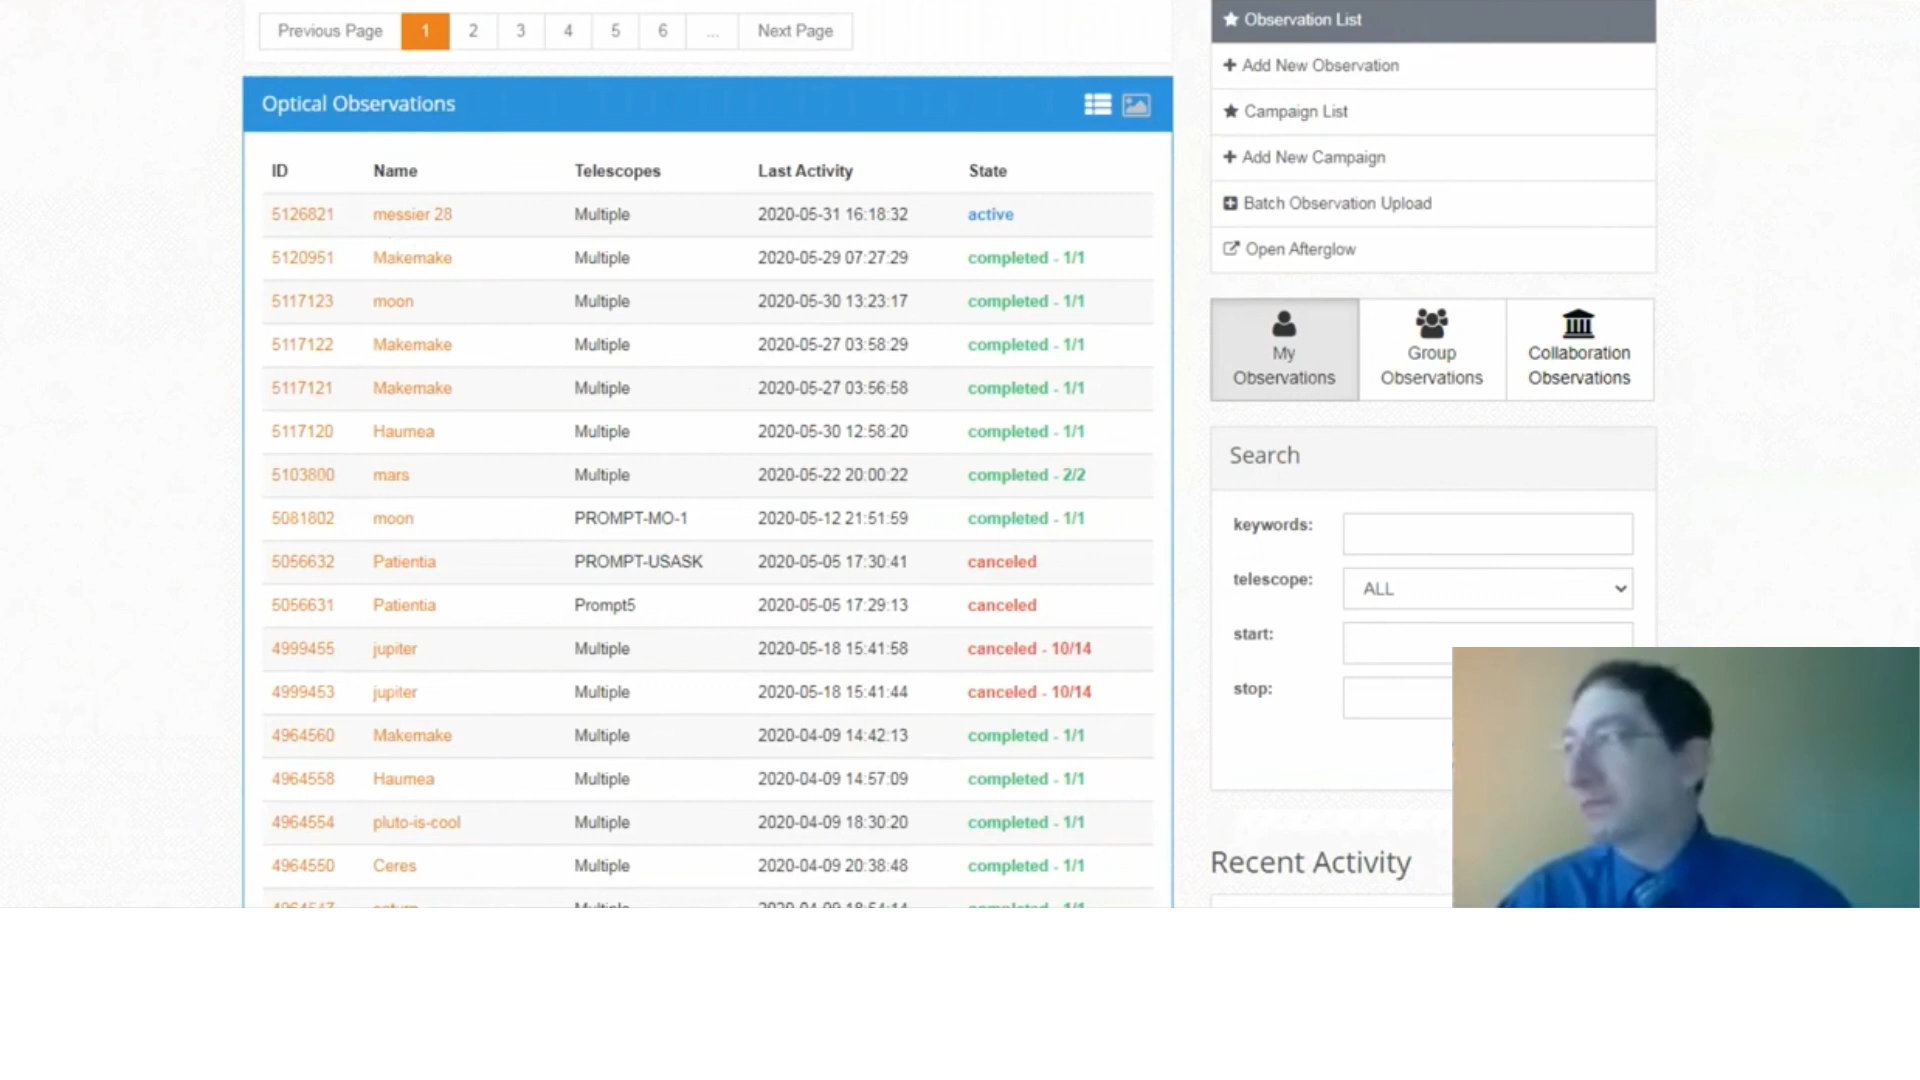 Previous Page 1 2 3 4 5 6 ... Next Page
Optical Observations
ID Name Telescopes Last Activity State
5126821 messier 28 Multiple 2020-05-31 16:18:32 active
5120951 Makemake Multiple 2020-05-29 07:27:29 completed - 1/1
5117123 moon Multiple 2020-05-30 13:23:17 completed - 1/1
5117122 Makemake Multiple 2020-05-27 03:58:29 completed - 1/1
5117121 Makemake Multiple 2020-05-27 03:56:58 completed - 1/1
5117120 Haumea Multiple 2020-05-30 12:58:20 completed - 1/1
5103800 mars Multiple 2020-05-22 20:00:22 completed - 2/2
5081802 moon PROMPT-MO-1 2020-05-12 21:51:59 completed - 1/1
5056632 Patientia PROMPT-USASK 2020-05-05 17:30:41 canceled
5056631 Patientia Prompt5 2020-05-05 17:29:13 canceled
4999455 jupiter Multiple 2020-05-18 15:41:58 canceled - 10/14
4999453 jupiter Multiple 2020-05-18 15:41:44 canceled - 10/14
4964560 Makemake Multiple 2020-04-09 14:42:13 completed - 1/1
4964558 Haumea Multiple 2020-04-09 14:57:09 completed - 1/1
4964554 pluto-is-cool Multiple 2020-04-09 18:30:20 completed - 1/1
4964550 Ceres Multiple 2020-04-09 20:38:48 completed - 1/1
Observation List
Add New Observation
Campaign List
Add New Campaign
Batch Observation Upload
Open Afterglow
My Observations
Group Observations
Collaboration Observations
Search
keywords:
telescope: ALL
start:
stop:
Recent Activity